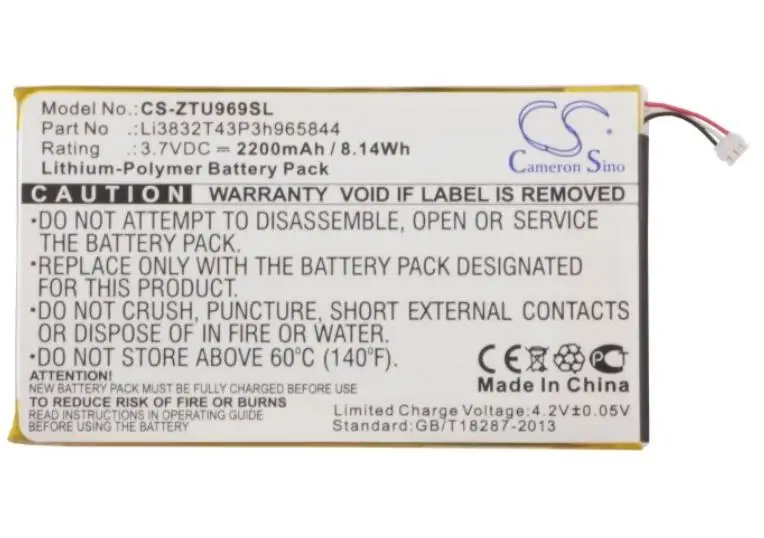 Model No.: CS-ZTU969SL
Part No. : Li3832T43P3h965844
Rating : 3.7VDC ⎓ 2200mAh / 8.14Wh
Lithium-Polymer Battery Pack
CS
Cameron Sino
CAUTION WARRANTY VOID IF LABEL IS REMOVED
•DO NOT ATTEMPT TO DISASSEMBLE, OPEN OR SERVICE
THE BATTERY PACK.
•REPLACE ONLY WITH THE BATTERY PACK DESIGNATED
FOR THIS EQUIPMENT.
•DO NOT CRUSH, PUNCTURE, SHORT EXTERNAL CONTACTS
OR DISPOSE OF IN FIRE OR WATER.
•DO NOT STORE ABOVE 60°C (140°F).
ATTENTION!
NEW BATTERY PACK MUST BE FULLY CHARGED BEFORE USE
TO REDUCE RISK OF FIRE OR BURNS
READ INSTRUCTIONS IN OPERATING GUIDE
BEFORE USE.
CE
Made In China
Limited Charge Voltage:4.2V±0.05V
Standard:GB/T18287-2013